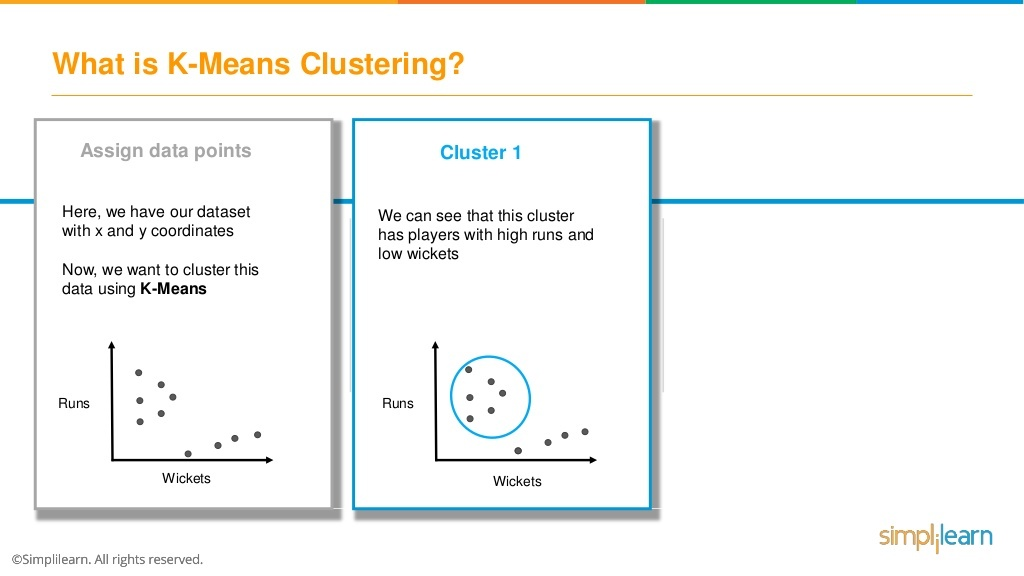 What is K-Means Clustering?
Assign data points
Here, we have our dataset
with x and y coordinates
Now, we want to cluster this
data using K-Means
Runs
Wickets
Cluster 1
We can see that this cluster
has players with high runs and
low wickets
Runs
Wickets
simplilearn
©Simplilearn. All rights reserved.